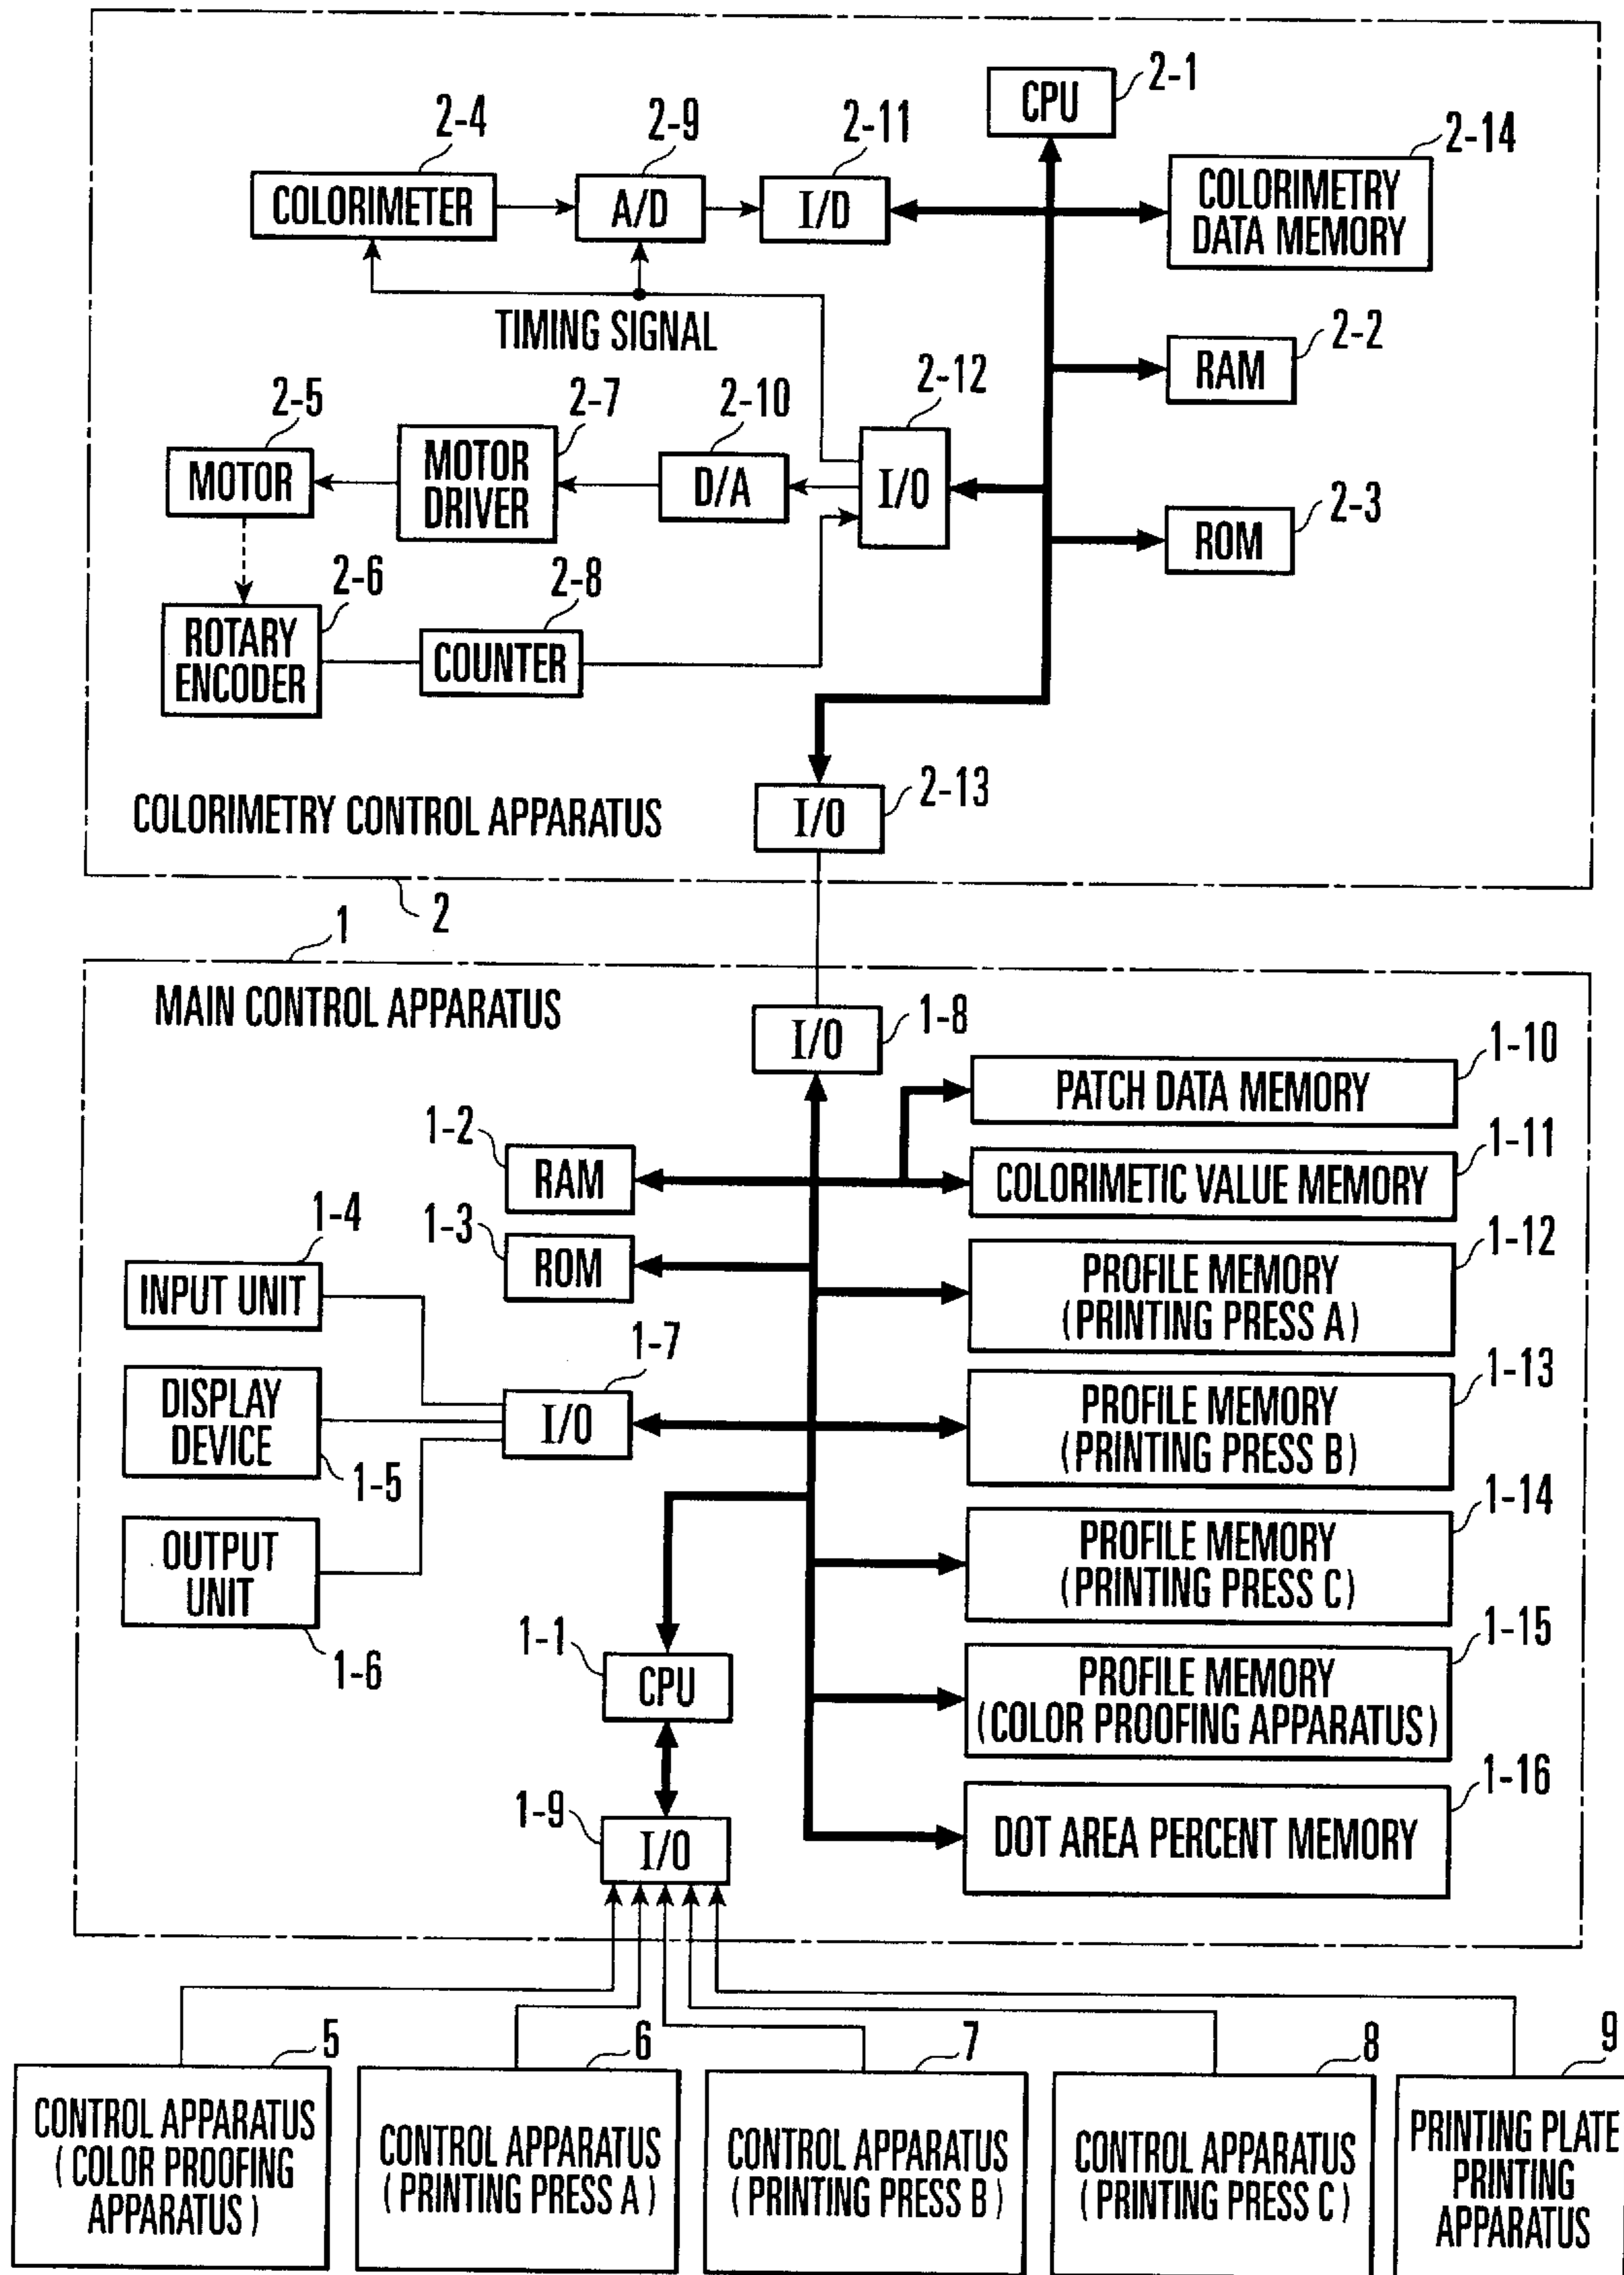 2-1
CPU
2-4
2-9
2-11
2-14
COLORIMETER
A/D
I/D
COLORIMETRY
DATA MEMORY
TIMING SIGNAL
2-2
RAM
2-5
2-7
2-10
2-12
MOTOR
MOTOR
DRIVER
D/A
I/O
2-3
ROM
2-6
2-8
ROTARY
ENCODER
COUNTER
2-13
I/O
COLORIMETRY CONTROL APPARATUS
2
1
MAIN CONTROL APPARATUS
1-8
I/O
1-10
PATCH DATA MEMORY
1-2
RAM
1-11
COLORIMETIC VALUE MEMORY
1-3
ROM
1-4
INPUT UNIT
1-12
PROFILE MEMORY
(PRINTING PRESS A)
1-7
I/O
DISPLAY
DEVICE
1-5
1-13
PROFILE MEMORY
(PRINTING PRESS B)
1-14
PROFILE MEMORY
(PRINTING PRESS C)
OUTPUT
UNIT
1-6
1-1
CPU
1-15
PROFILE MEMORY
(COLOR PROOFING APPARATUS)
1-9
I/O
1-16
DOT AREA PERCENT MEMORY
5
CONTROL APPARATUS
(COLOR PROOFING
APPARATUS)
6
CONTROL APPARATUS
(PRINTING PRESS A)
7
CONTROL APPARATUS
(PRINTING PRESS B)
8
CONTROL APPARATUS
(PRINTING PRESS C)
9
PRINTING PLATE
PRINTING
APPARATUS